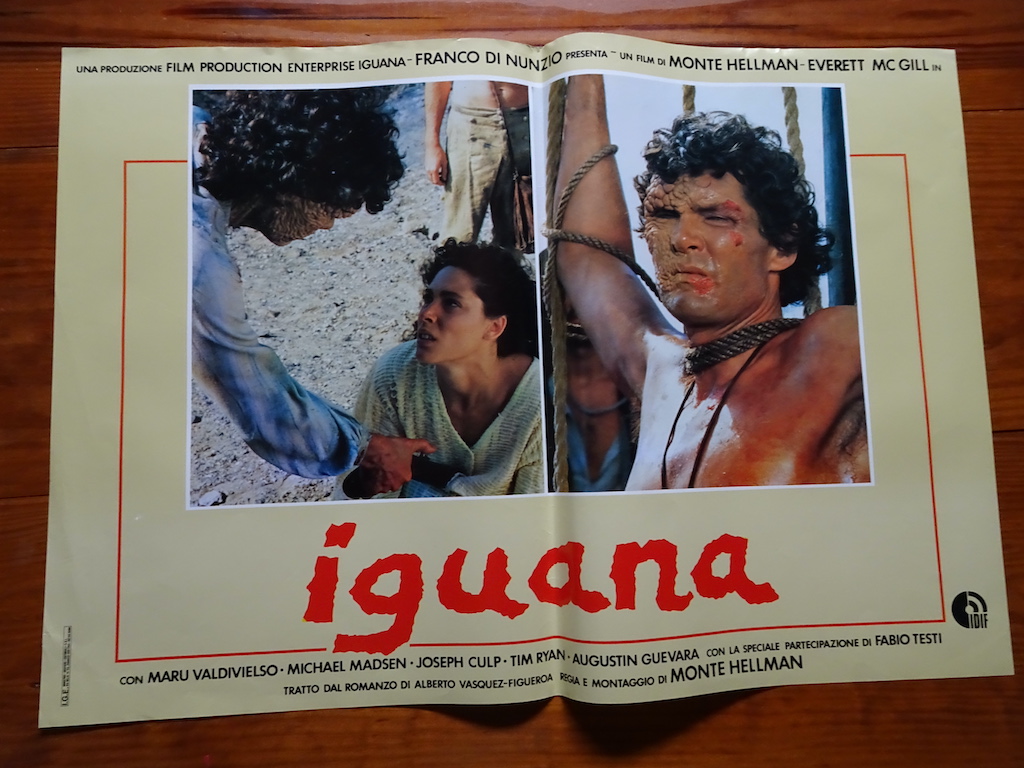 UNA PRODUZIONE FILM PRODUCTION ENTERPRISE IGUANA - FRANCO DI NUNZIO PRESENTA - UN FILM DI MONTE HELLMAN - EVERETT MC GILL IN
iguana
IDIF
CON MARU VALDIVIELSO · MICHAEL MADSEN · JOSEPH CULP · TIM RYAN · AUGUSTIN GUEVARA CON LA SPECIALE PARTECIPAZIONE DI FABIO TESTI
TRATTO DAL ROMANZO DI ALBERTO VASQUEZ-FIGUEROA REGIA E MONTAGGIO DI MONTE HELLMAN